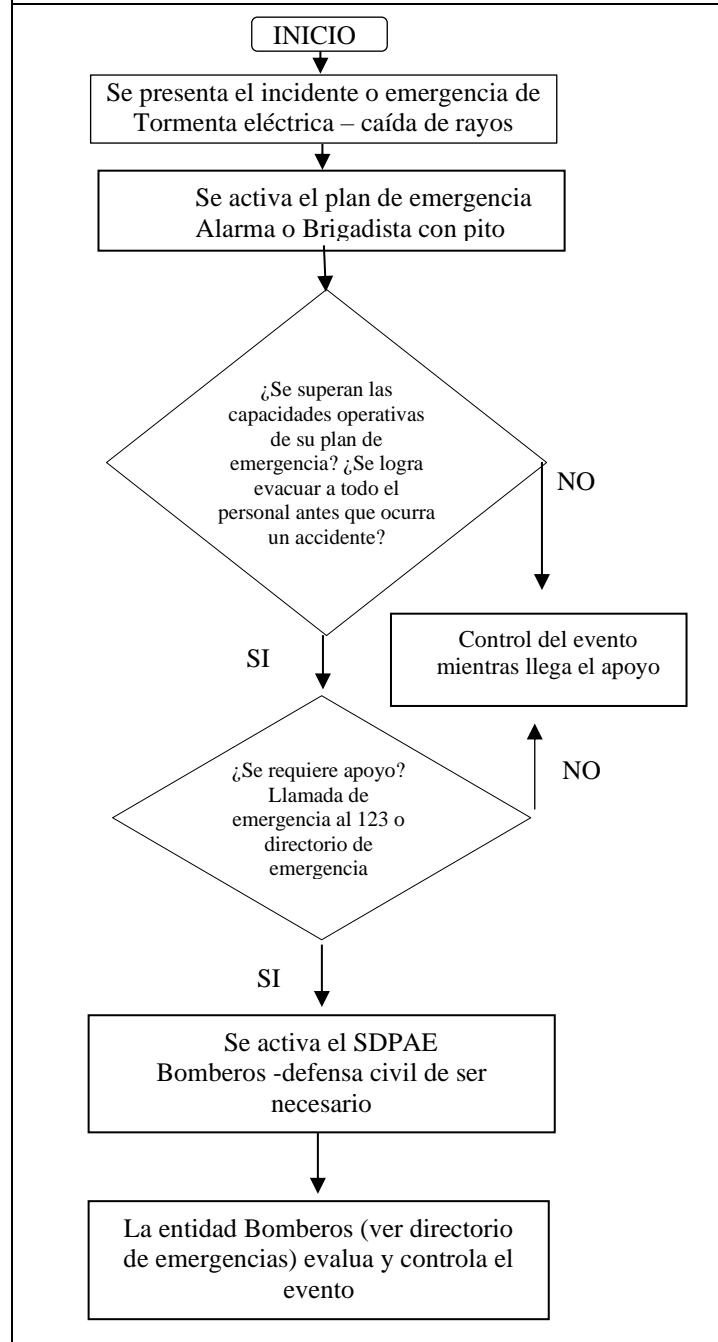 INICIO
Se presenta el incidente o emergencia de
Tormenta eléctrica – caída de rayos
Se activa el plan de emergencia
Alarma o Brigadista con pito
¿Se superan las
capacidades operativas
de su plan de
emergencia? ¿Se logra
evacuar a todo el
personal antes que ocurra
un accidente?
NO
Control del evento
mientras llega el apoyo
SI
¿Se requiere apoyo?
Llamada de
emergencia al 123 o
directorio de
emergencia
NO
SI
Se activa el SDPAE
Bomberos -defensa civil de ser
necesario
La entidad Bomberos (ver directorio
de emergencias) evalua y controla el
evento